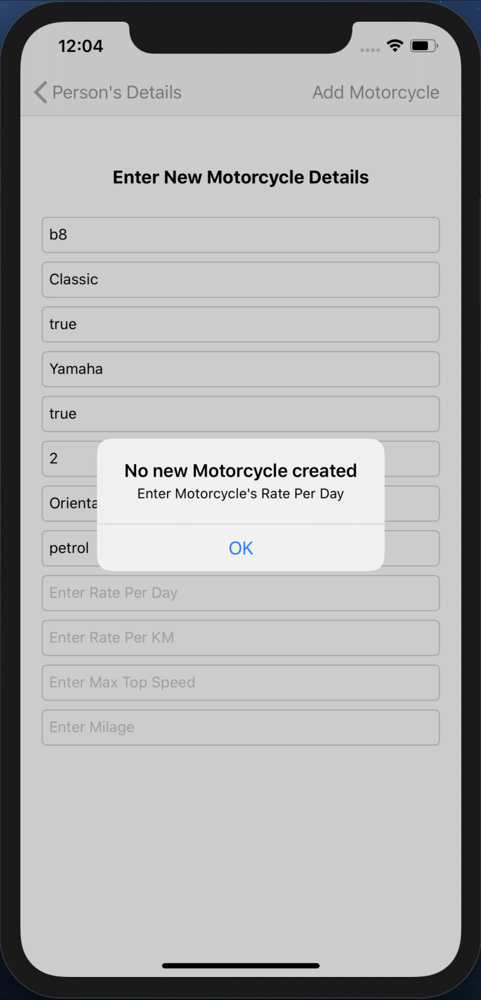 12:04
Person's Details
Add Motorcycle
Enter New Motorcycle Details
b8
Classic
true
Yamaha
true
2
No new Motorcycle created
Enter Motorcycle's Rate Per Day
petrol
OK
Enter Rate Per Day
Enter Rate Per KM
Enter Max Top Speed
Enter Milage